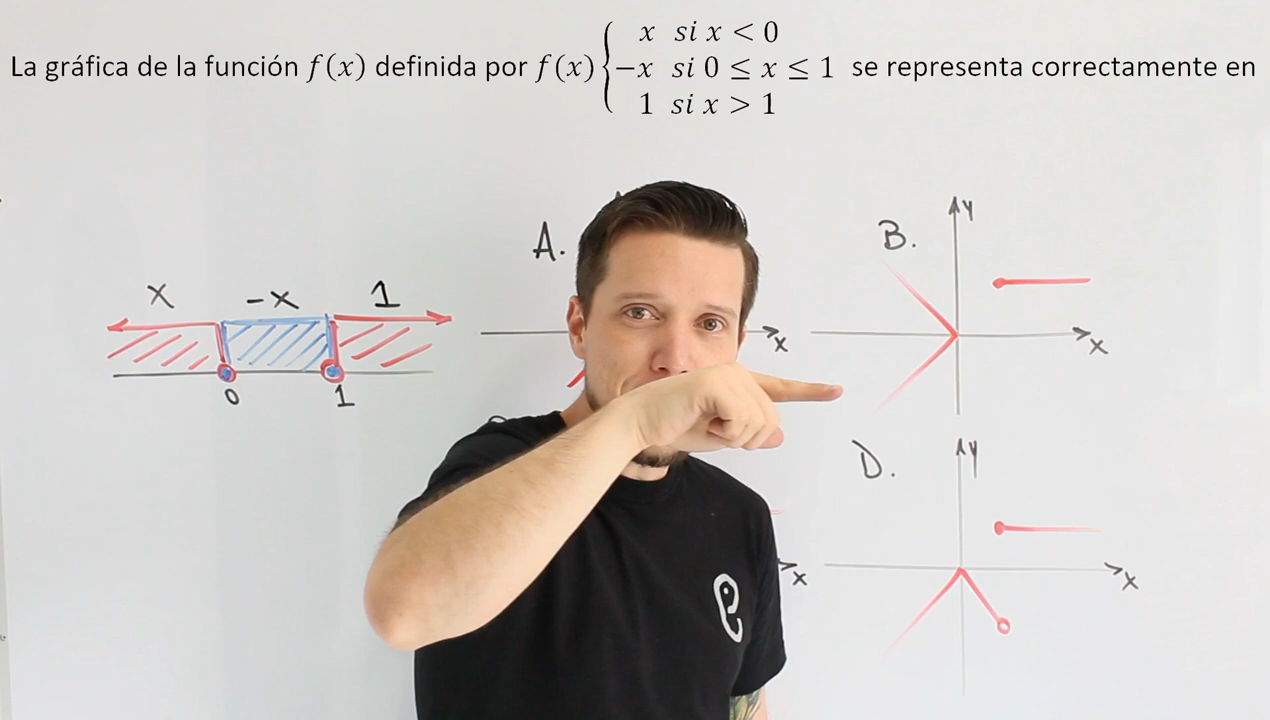 La gráfica de la función f(x) definida por f(x) { x si x < 0
−x si 0 ≤ x ≤ 1 se representa correctamente en
1 si x > 1
A.
B.
y
x
-x
1
x
x
0
1
D.
y
x
x